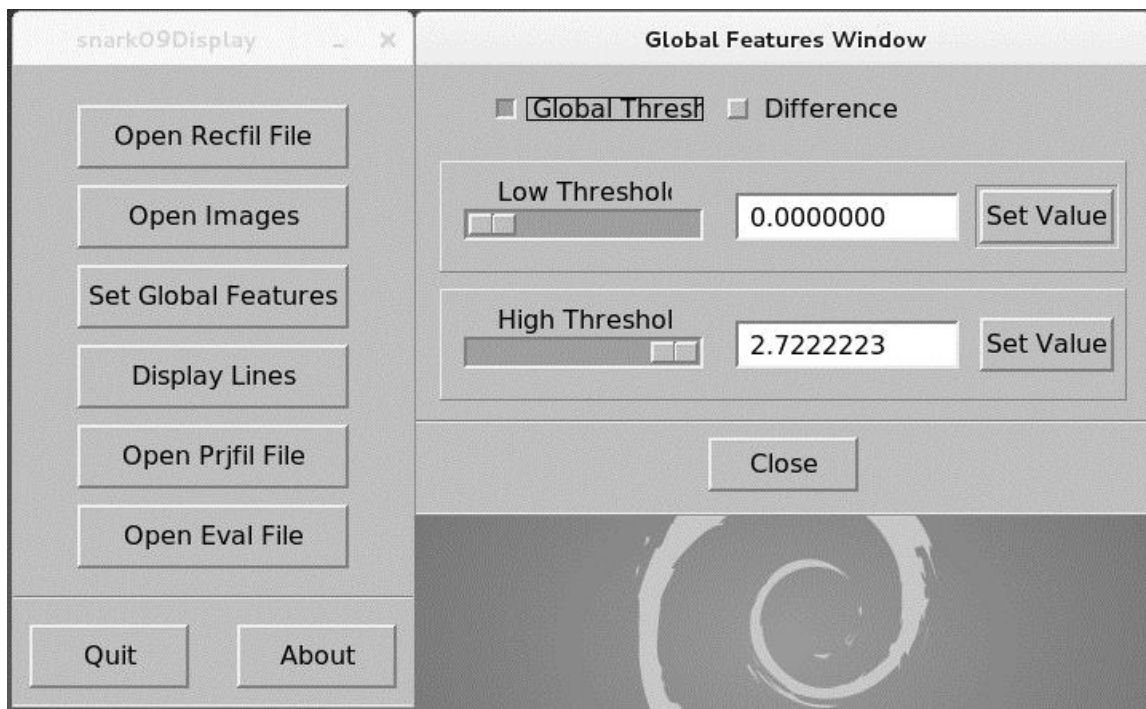 snark09Display
Open Recfil File
Open Images
Set Global Features
Display Lines
Open Prjfil File
Open Eval File
Quit
About
Global Features Window
Global Thresh
Difference
Low Threshold
0.0000000
Set Value
High Threshol
2.7222223
Set Value
Close